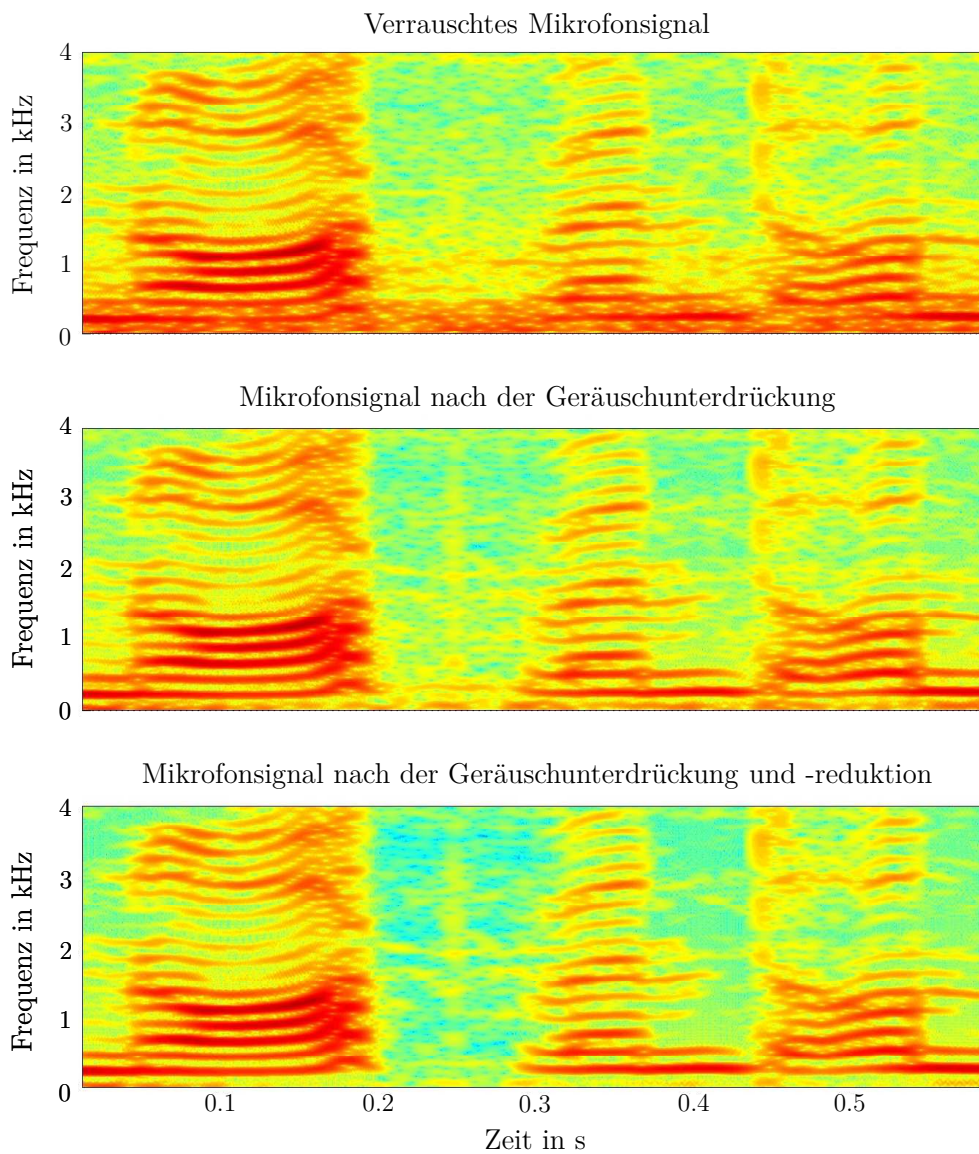 Verrauschtes Mikrofonsignal
Frequenz in kHz
4
3
2
1
0
Mikrofonsignal nach der Geräuschunterdrückung
Frequenz in kHz
4
3
2
1
0
Mikrofonsignal nach der Geräuschunterdrückung und -reduktion
Frequenz in kHz
4
3
2
1
0
0.1 0.2 0.3 0.4 0.5
Zeit in s